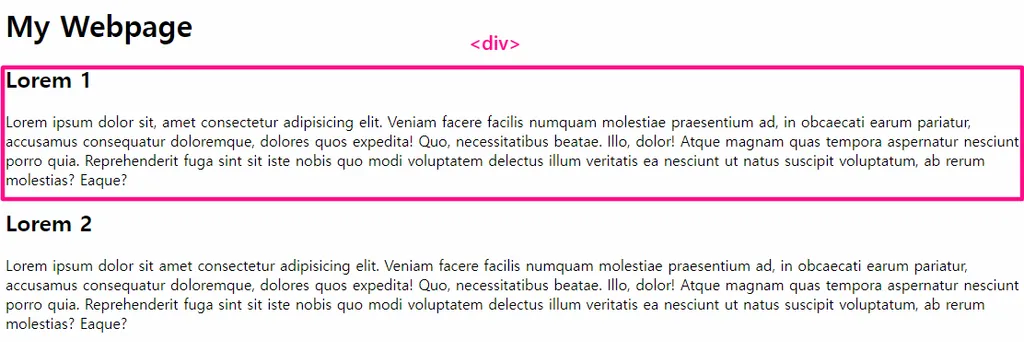 My Webpage
<div>
Lorem 1
Lorem ipsum dolor sit, amet consectetur adipisicing elit. Veniam facere facilis numquam molestiae praesentium ad, in obcaecati earum pariatur,
accusamus consequatur doloremque, dolores quos expedita! Quo, necessitatibus beatae. Illo, dolor! Atque magnam quas tempora aspernatur nesciunt
porro quia. Reprehenderit fuga sint sit iste nobis quo modi voluptatem delectus illum veritatis ea nesciunt ut natus suscipit voluptatum, ab rerum
molestias? Eaque?
Lorem 2
Lorem ipsum dolor sit amet consectetur adipisicing elit. Veniam facere facilis numquam molestiae praesentium ad, in obcaecati earum pariatur,
accusamus consequatur doloremque, dolores quos expedita! Quo, necessitatibus beatae. Illo, dolor! Atque magnam quas tempora aspernatur nesciunt
porro quia. Reprehenderit fuga sint sit iste nobis quo modi voluptatem delectus illum veritatis ea nesciunt ut natus suscipit voluptatum, ab rerum
molestias? Eaque?